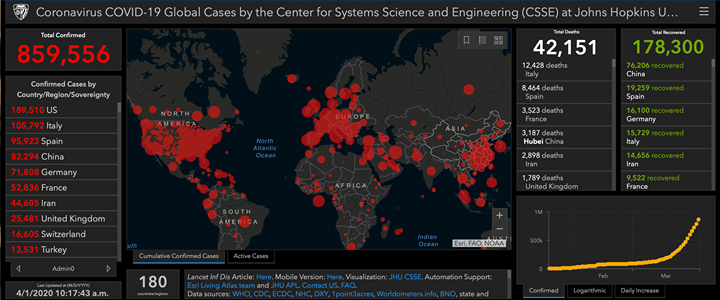 Coronavirus COVID-19 Global Cases by the Center for Systems Science and Engineering (CSSE) at Johns Hopkins U...
Total Confirmed
859,556
Confirmed Cases by
Country/Region/Sovereignty
189,510 US
105,792 Italy
95,923 Spain
82,294 China
71,808 Germany
52,836 France
44,605 Iran
25,481 United Kingdom
16,605 Switzerland
13,531 Turkey
Admin0
Last Updated at (M/D/YYYY)
4/1/2020 10:17:43 a.m.
NORTH
AMERICA
EUROPE
ASIA
North
Atlantic
Ocean
AFRICA
SOUTH
AMERICA
Indian
Ocean
AUST
outh
+
−
Esri, FAO, NOAA
Cumulative Confirmed Cases
Active Cases
180
countries/regions
Lancet Inf Dis Article: Here. Mobile Version: Here. Visualization: JHU CSSE. Automation Support:
Esri Living Atlas team and JHU APL. Contact US. FAQ.
Data sources: WHO, CDC, ECDC, NHC, DXY, 1point3acres, Worldometers.info, BNO, state and
Total Deaths
42,151
12,428 deaths
Italy
8,464 deaths
Spain
3,523 deaths
France
3,187 deaths
Hubei China
2,898 deaths
Iran
1,789 deaths
United Kingdom
Total Recovered
178,300
76,206 recovered
China
19,259 recovered
Spain
16,100 recovered
Germany
15,729 recovered
Italy
14,656 recovered
Iran
9,522 recovered
France
1M
500k
0
Feb
Mar
Confirmed
Logarithmic
Daily Increase